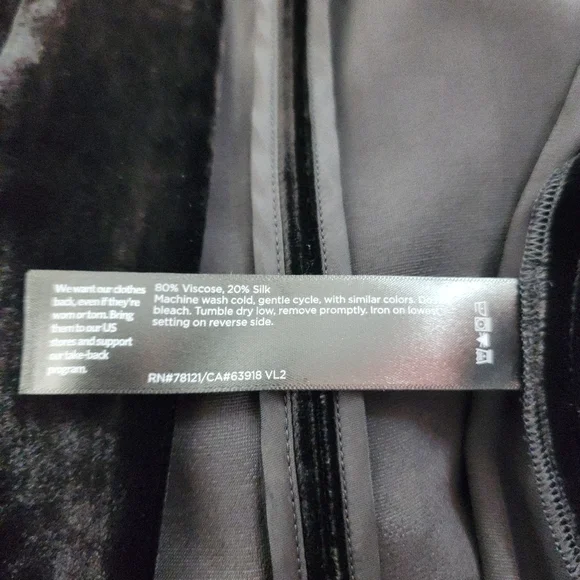 We want our clothes
back, even if they're
worn or torn. Bring
them to our US
stores and support
our take-back
program.
80% Viscose, 20% Silk
Machine wash cold, gentle cycle, with similar colors.
bleach. Tumble dry low, remove promptly. Iron on lowest
setting on reverse side.
RN#78121/CA#63918 VL2